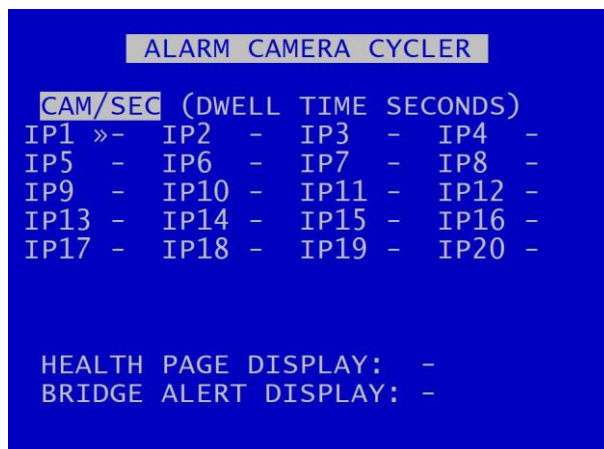 ALARM CAMERA CYCLER
CAM/SEC (DWELL TIME SECONDS)
IP1 »- IP2 - IP3 - IP4 -
IP5 - IP6 - IP7 - IP8 -
IP9 - IP10 - IP11 - IP12 -
IP13 - IP14 - IP15 - IP16 -
IP17 - IP18 - IP19 - IP20 -
HEALTH PAGE DISPLAY: -
BRIDGE ALERT DISPLAY: -